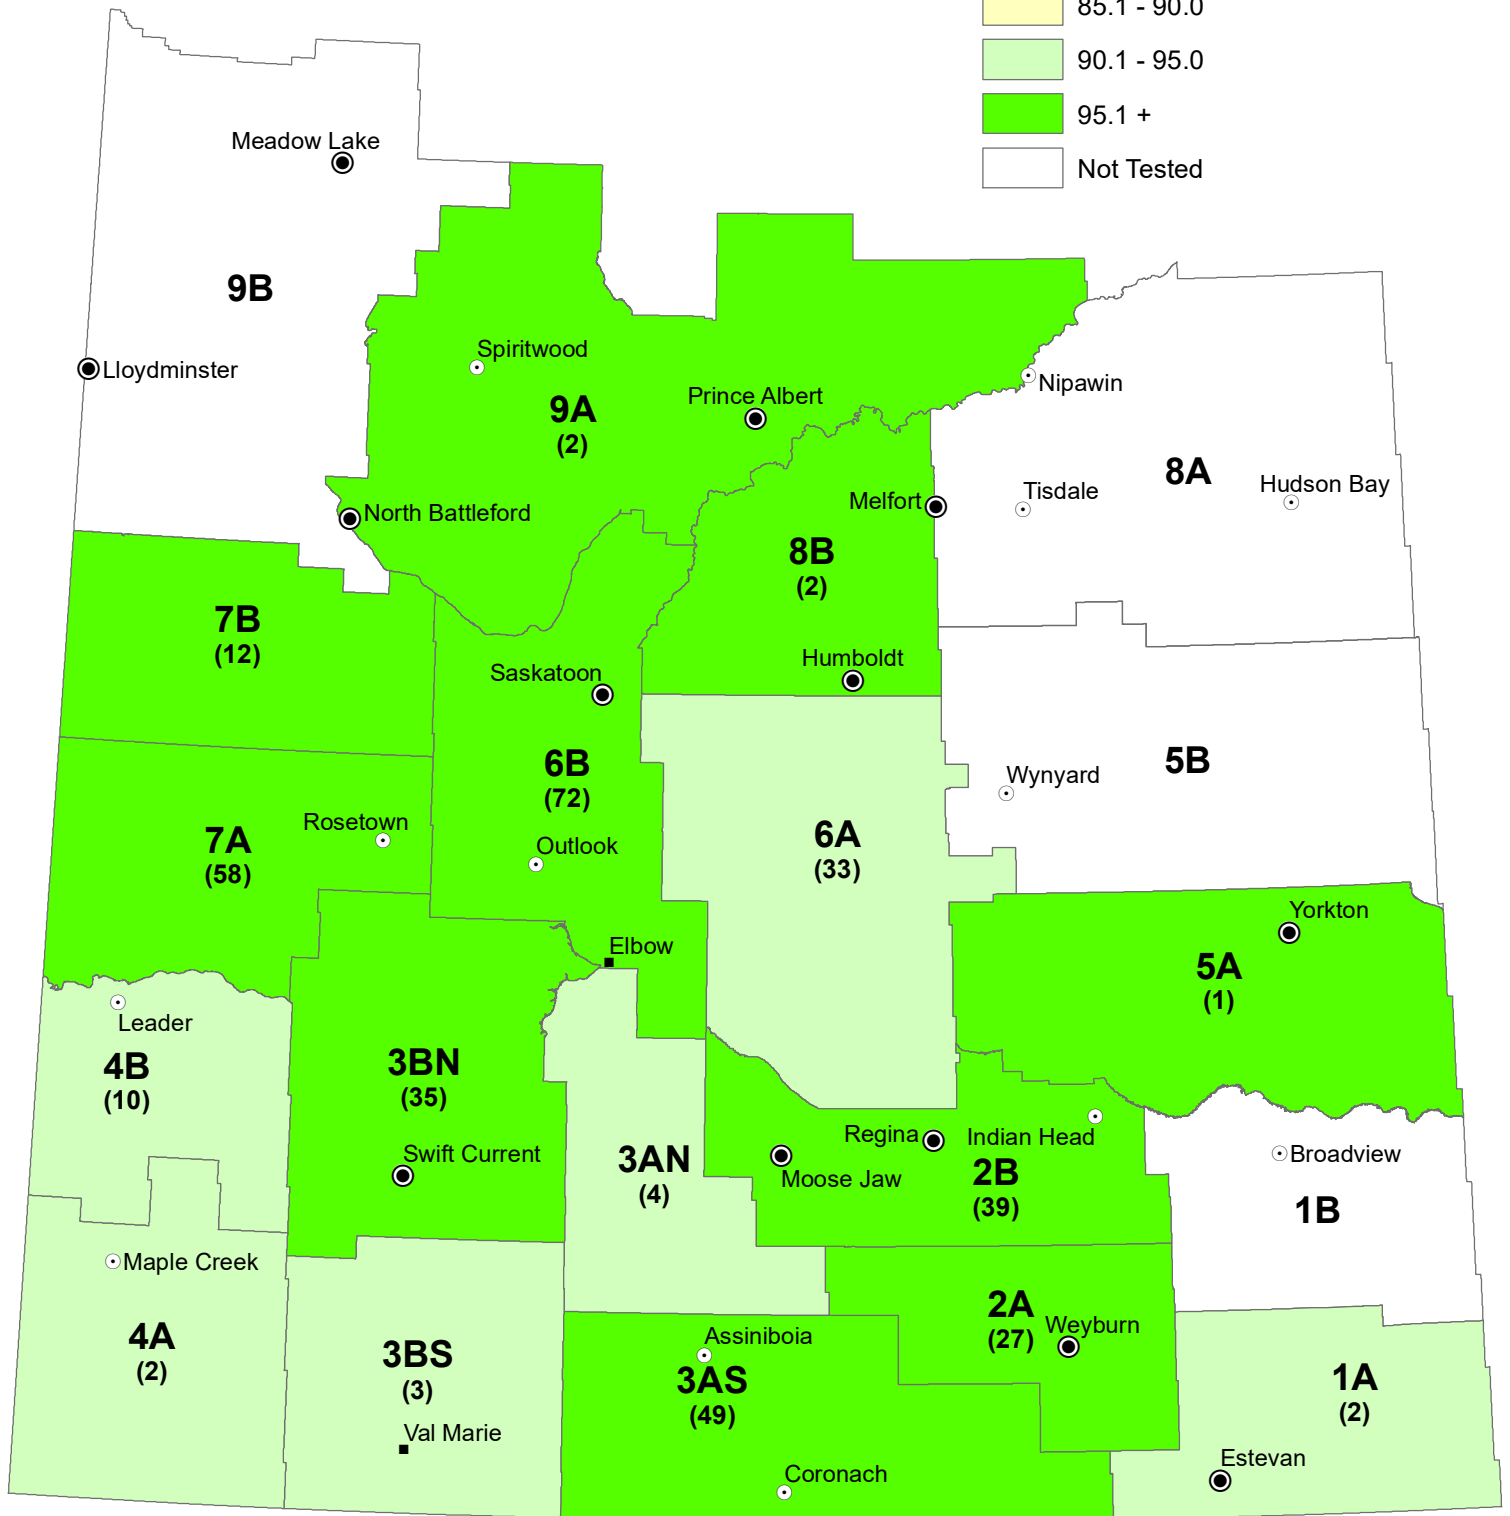 85.1 - 90.0
90.1 - 95.0
95.1 +
Not Tested
Meadow Lake
9B
Lloydminster
Spiritwood
9A
(2)
Prince Albert
Nipawin
North Battleford
Melfort
Tisdale
8A
Hudson Bay
8B
(2)
7B
(12)
Humboldt
Saskatoon
6B
(72)
5B
Wynyard
Rosetown
7A
(58)
Outlook
6A
(33)
Yorkton
Elbow
5A
(1)
Leader
4B
(10)
3BN
(35)
Swift Current
3AN
(4)
Regina
Indian Head
Moose Jaw
2B
(39)
Broadview
1B
Maple Creek
4A
(2)
3BS
(3)
Val Marie
Assiniboia
3AS
(49)
Coronach
2A
(27)
Weyburn
1A
(2)
Estevan